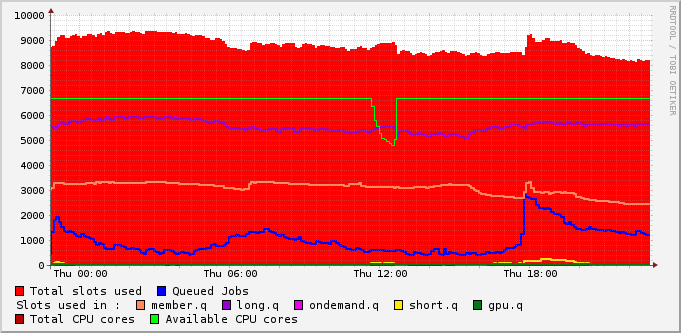 10000
9000
8000
7000
6000
5000
4000
3000
2000
1000
0
Thu 00:00 Thu 06:00 Thu 12:00 Thu 18:00
RRDTOOL / TOBI OETIKER
Total slots used Queued Jobs
Slots used in : member.q long.q ondemand.q short.q gpu.q
Total CPU cores Available CPU cores